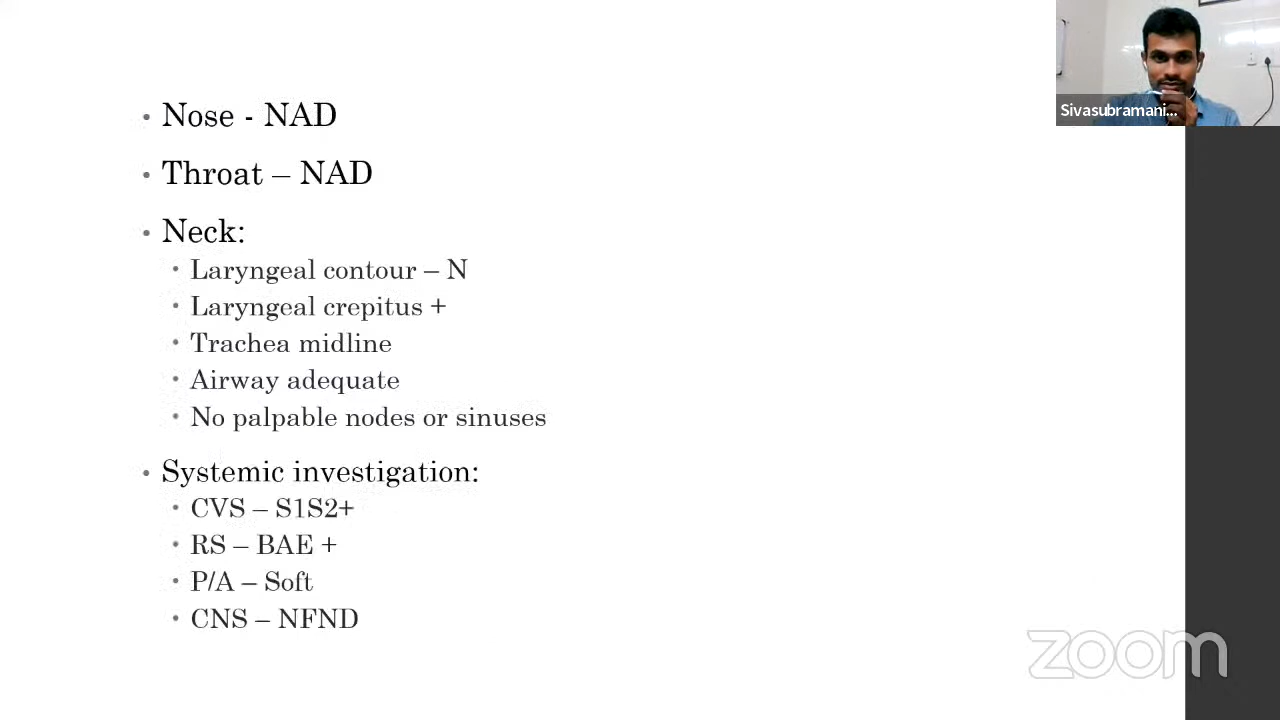 Nose - NAD
Throat – NAD
Neck:
Laryngeal contour – N
Laryngeal crepitus +
Trachea midline
Airway adequate
No palpable nodes or sinuses
Systemic investigation:
CVS – S1S2+
RS – BAE +
P/A – Soft
CNS – NFND
Sivasubramani...
zoom